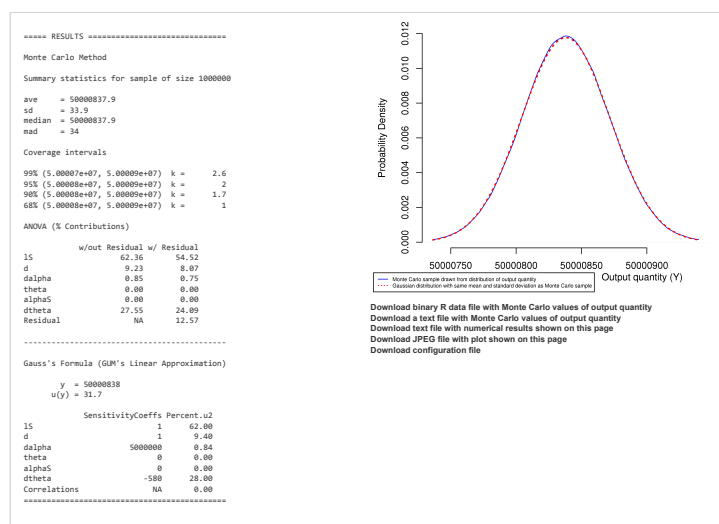 ===== RESULTS ==============================
Monte Carlo Method
Summary statistics for sample of size 1000000
ave = 50000837.9
sd = 33.9
median = 50000837.9
mad = 34
Coverage intervals
99% (5.00007e+07, 5.00009e+07) k = 2.6
95% (5.00008e+07, 5.00009e+07) k = 2
90% (5.00008e+07, 5.00009e+07) k = 1.7
68% (5.00008e+07, 5.00009e+07) k = 1
ANOVA (% Contributions)
w/out Residual w/ Residual
lS 62.36 54.52
d 9.23 8.07
dalpha 0.85 0.75
theta 0.00 0.00
alphaS 0.00 0.00
dtheta 27.55 24.09
Residual NA 12.57
--------------------------------------------
Gauss's Formula (GUM's Linear Approximation)
y = 50000838
u(y) = 31.7
SensitivityCoeffs Percent.u2
lS 1 62.00
d 1 9.40
dalpha 5000000 0.84
theta 0 0.00
alphaS 0 0.00
dtheta -580 28.00
Correlations NA 0.00
============================================
Probability Density
0.012
0.010
0.008
0.006
0.004
0.002
0.000
50000750 50000800 50000850 50000900
Output quantity (Y)
Monte Carlo sample drawn from distribution of output quantity
Gaussian distribution with same mean and standard deviation as Monte Carlo sample
Download binary R data file with Monte Carlo values of output quantity
Download a text file with Monte Carlo values of output quantity
Download text file with numerical results shown on this page
Download JPEG file with plot shown on this page
Download configuration file